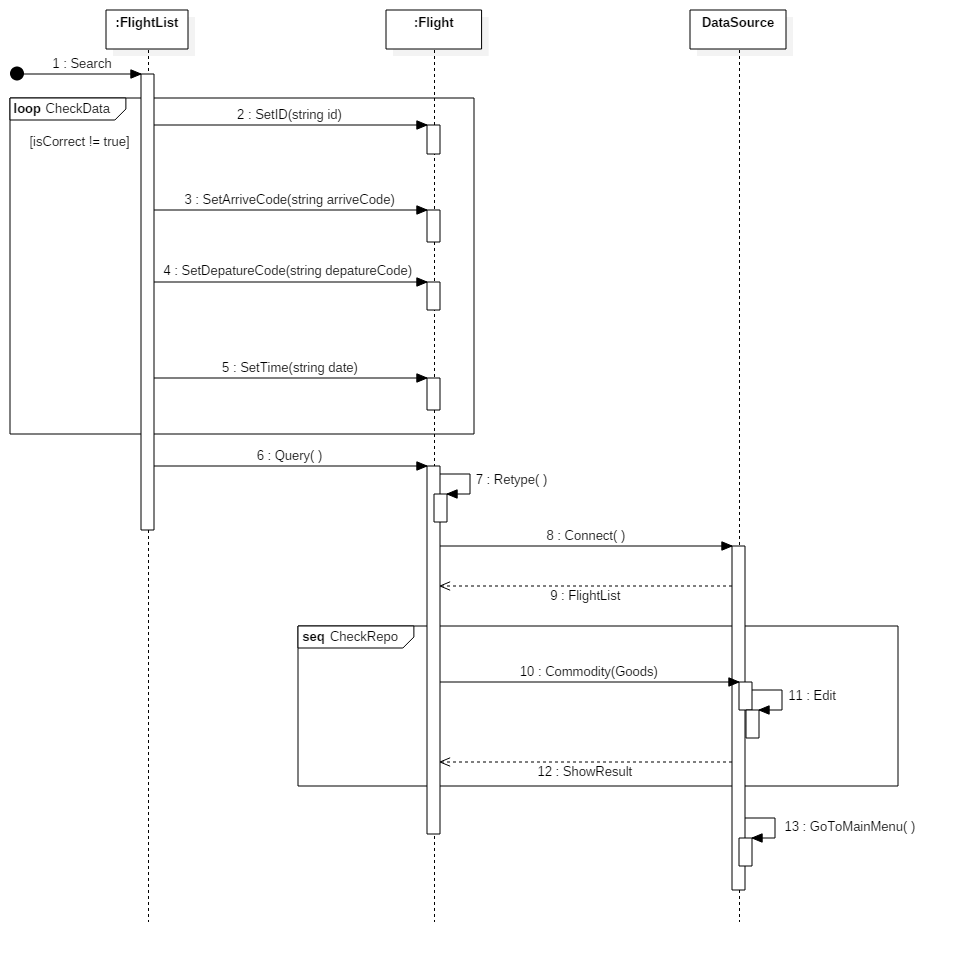 :FlightList
:Flight
DataSource
1 : Search
loop CheckData
2 : SetID(string id)
[isCorrect != true]
3 : SetArriveCode(string arriveCode)
4 : SetDepatureCode(string depatureCode)
5 : SetTime(string date)
6 : Query( )
7 : Retype( )
8 : Connect( )
9 : FlightList
seq CheckRepo
10 : Commodity(Goods)
11 : Edit
12 : ShowResult
13 : GoToMainMenu( )